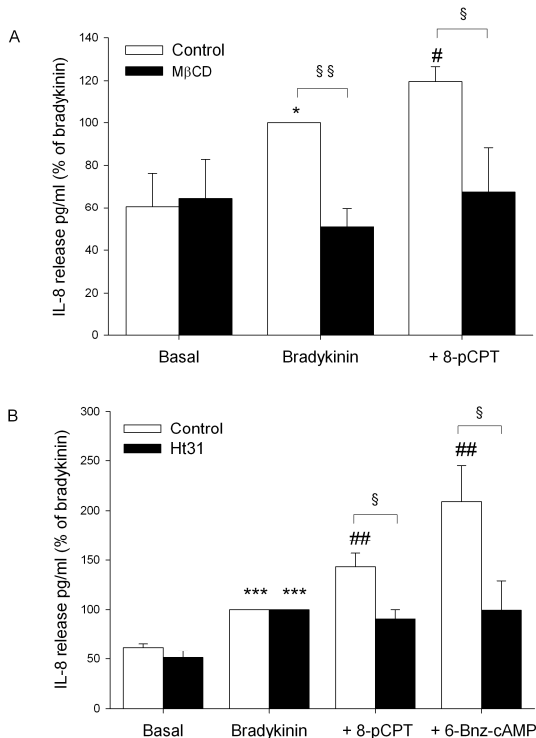 A
Control
MβCD
IL-8 release pg/ml (% of bradykinin)
140
120
100
80
60
40
20
0
§ §
§
*
#
Basal
Bradykinin
+ 8-pCPT
B
Control
Ht31
IL-8 release pg/ml (% of bradykinin)
300
250
200
150
100
50
0
§
##
§
##
***
***
Basal
Bradykinin
+ 8-pCPT
+ 6-Bnz-cAMP